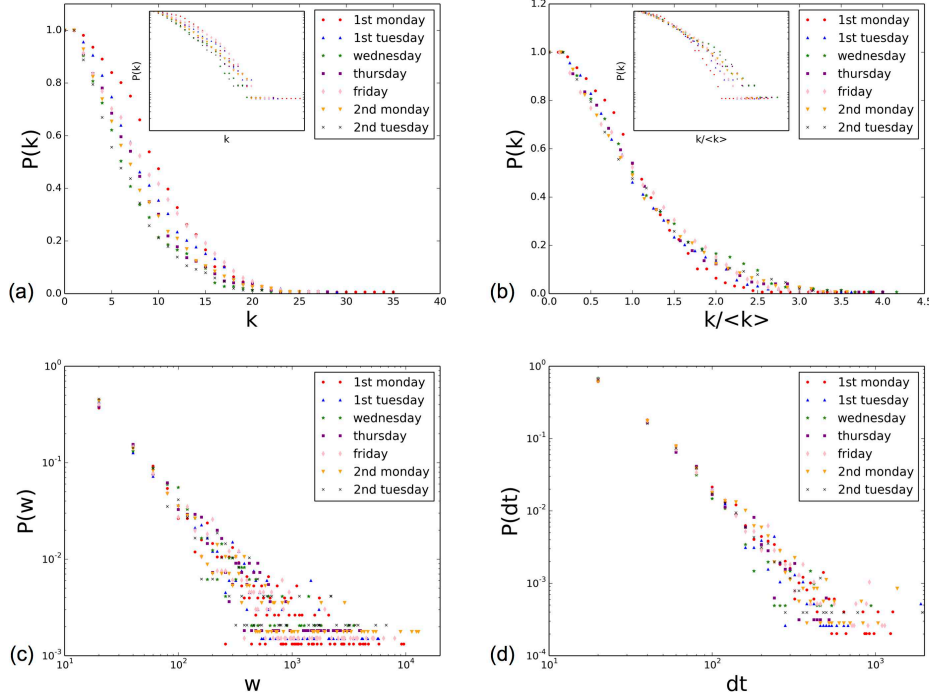 1.0
0.8
0.6
0.4
0.2
0.0
0 5 10 15 20 25 30 35 40
P(k)
k
P(k)
k
1st monday
1st tuesday
wednesday
thursday
friday
2nd monday
2nd tuesday
(a)
1.2
1.0
0.8
0.6
0.4
0.2
0.0
0.0 0.5 1.0 1.5 2.0 2.5 3.0 3.5 4.0 4.5
P(k)
k/<k>
P(k)
k/<k>
1st monday
1st tuesday
wednesday
thursday
friday
2nd monday
2nd tuesday
(b)
10⁰
10⁻¹
10⁻²
10⁻³
10¹ 10² 10³ 10⁴
P(w)
w
1st monday
1st tuesday
wednesday
thursday
friday
2nd monday
2nd tuesday
(c)
10⁰
10⁻¹
10⁻²
10⁻³
10⁻⁴
10¹ 10² 10³
P(dt)
dt
1st monday
1st tuesday
wednesday
thursday
friday
2nd monday
2nd tuesday
(d)